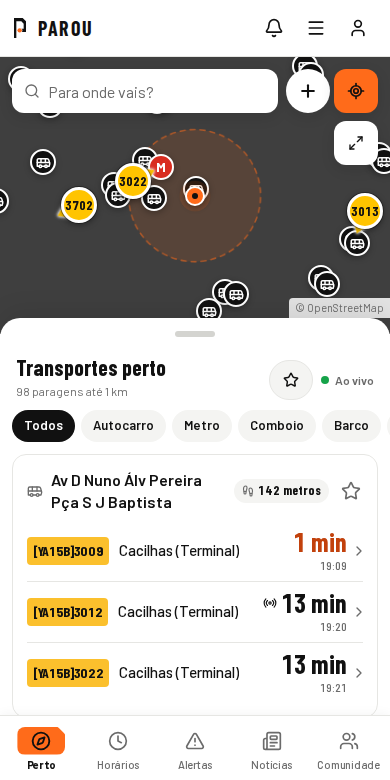 PAROU
Para onde vais?
M
3022
3702
3013
© OpenStreetMap
Transportes perto
98 paragens até 1 km
Ao vivo
Todos
Autocarro
Metro
Comboio
Barco
Av D Nuno Álv Pereira
Pça S J Baptista
142 metros
[YA15B]3009
Cacilhas (Terminal)
1 min
19:09
[YA15B]3012
Cacilhas (Terminal)
13 min
19:20
[YA15B]3022
Cacilhas (Terminal)
13 min
19:21
Perto
Horários
Alertas
Notícias
Comunidade